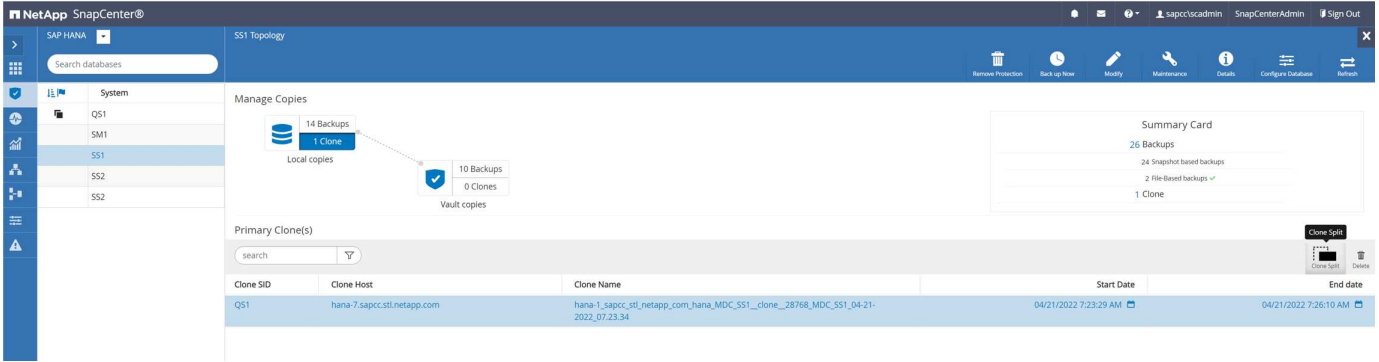 NetApp SnapCenter®
sapcc\scadmin SnapCenterAdmin Sign Out
SAP HANA
SS1 Topology
Search databases
Remove Protection Back up Now Modify Maintenance Details Configure Database Refresh
System
QS1
SM1
SS1
SS2
SS2
Manage Copies
14 Backups
1 Clone
Local copies
10 Backups
0 Clones
Vault copies
Summary Card
26 Backups
24 Snapshot based backups
2 File-Based backups
1 Clone
Primary Clone(s)
Clone Split
search
Clone Split Delete
Clone SID Clone Host Clone Name Start Date End date
QS1 hana-7.sapcc.stl.netapp.com hana-1_sapcc_stl_netapp_com_hana_MDC_SS1__clone__28768_MDC_SS1_04-21- 04/21/2022 7:23:29 AM 04/21/2022 7:26:10 AM
2022_07.23.34